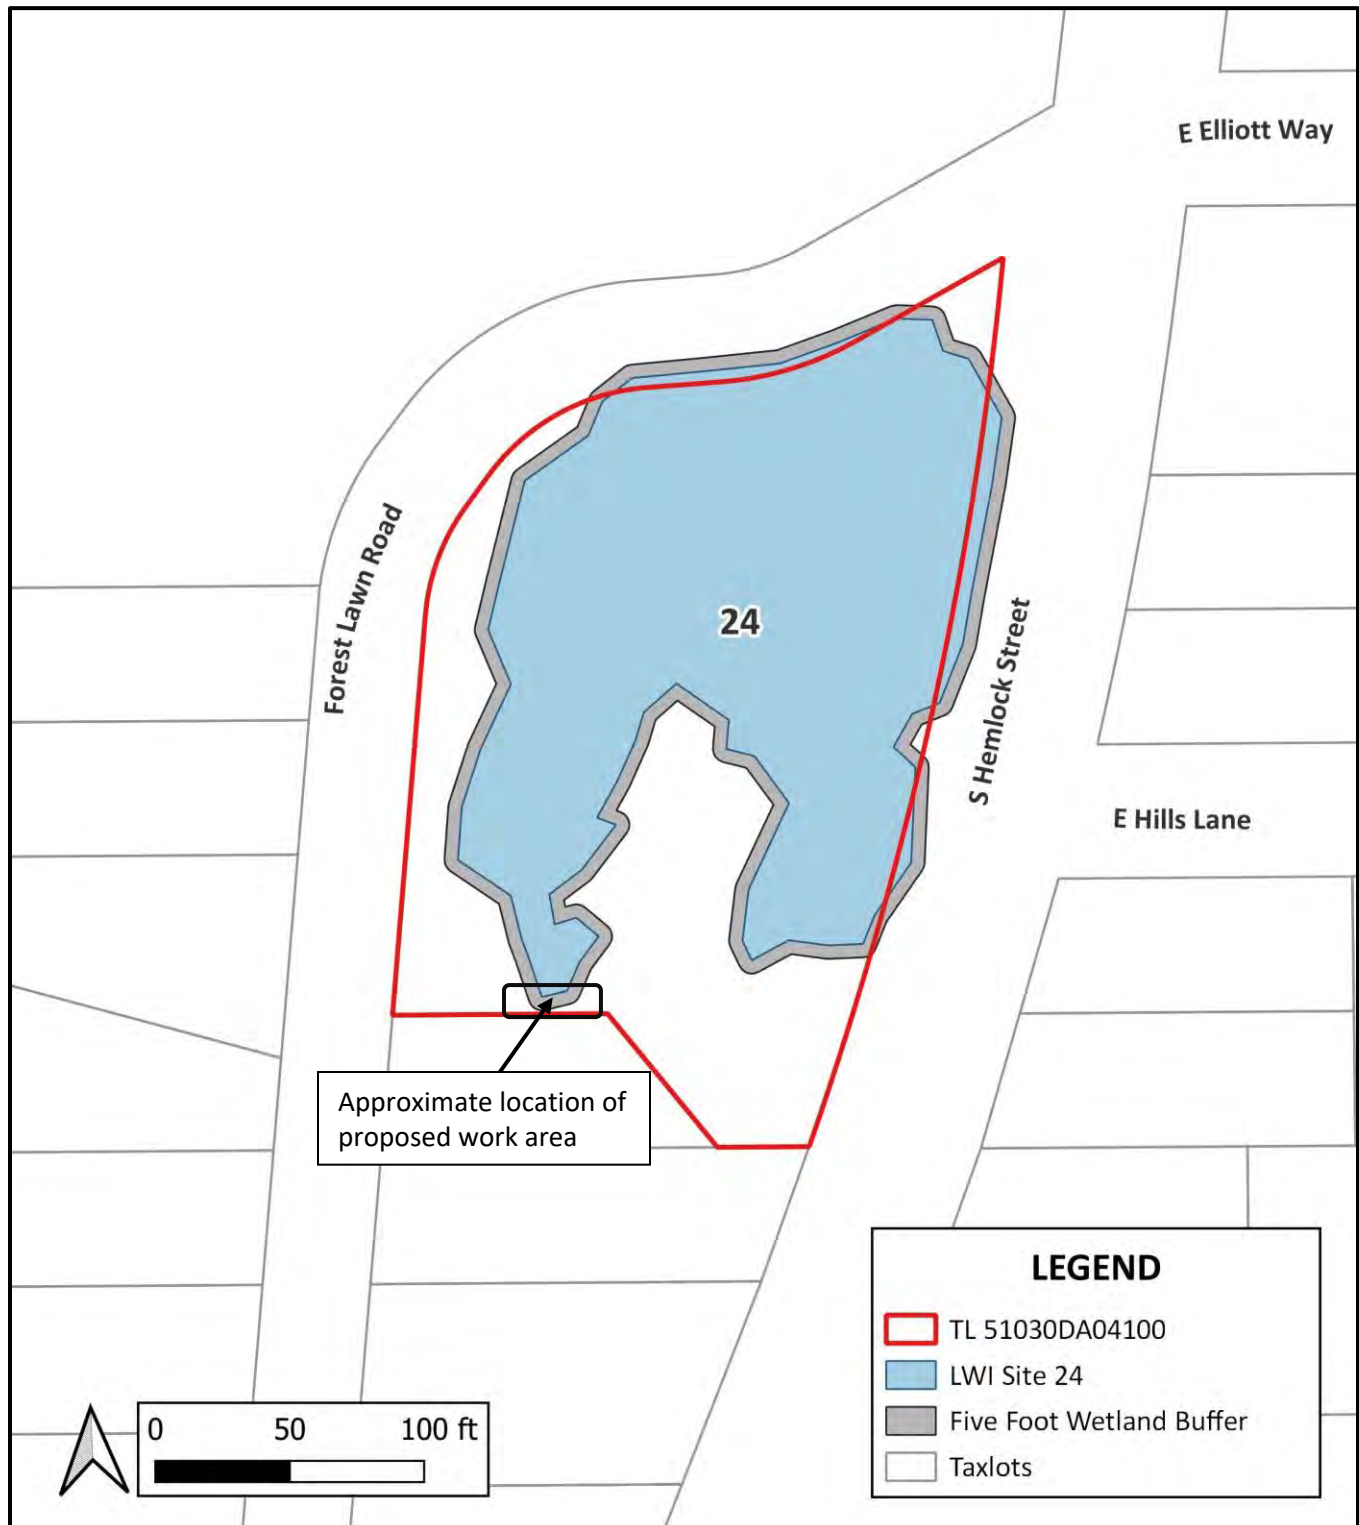 E Elliott Way
Forest Lawn Road
24
S Hemlock Street
E Hills Lane
Approximate location of
proposed work area
LEGEND
TL 51030DA04100
LWI Site 24
Five Foot Wetland Buffer
Taxlots
0 50 100 ft